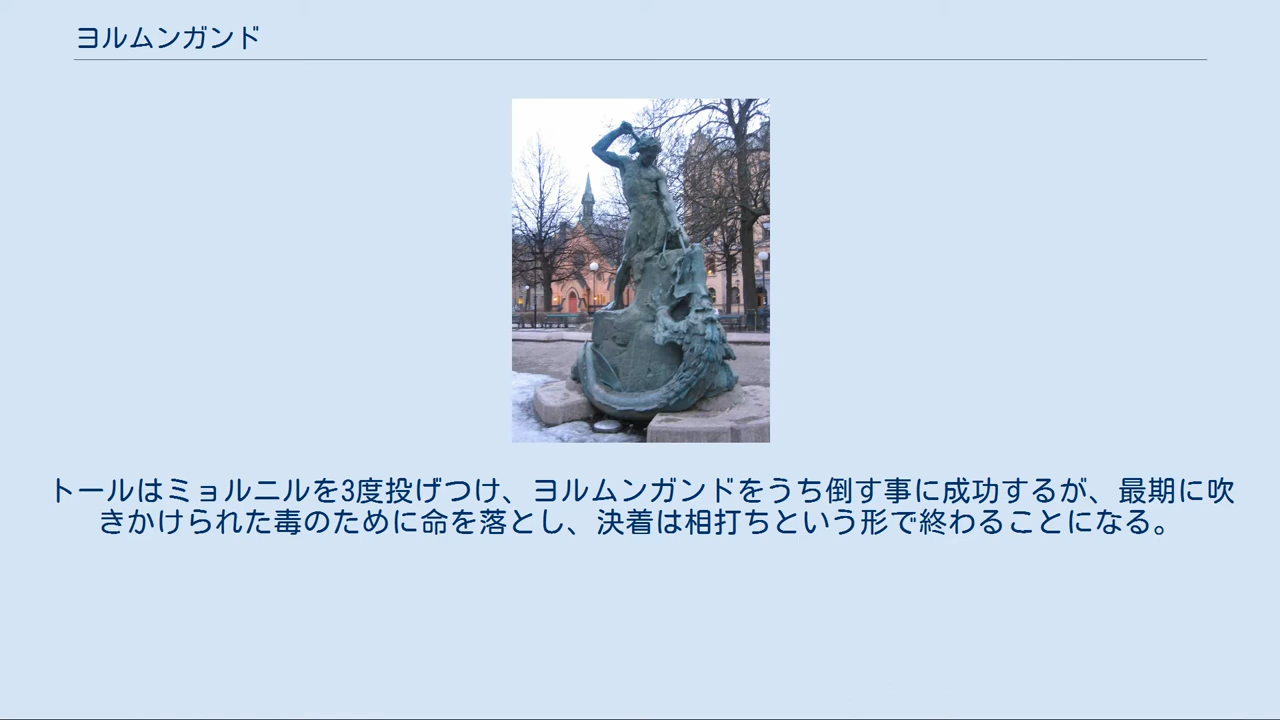 ヨルムンガンド
トールはミョルニルを3度投げつけ、ヨルムンガンドをうち倒す事に成功するが、最期に吹
きかけられた毒のために命を落とし、決着は相打ちという形で終わることになる。